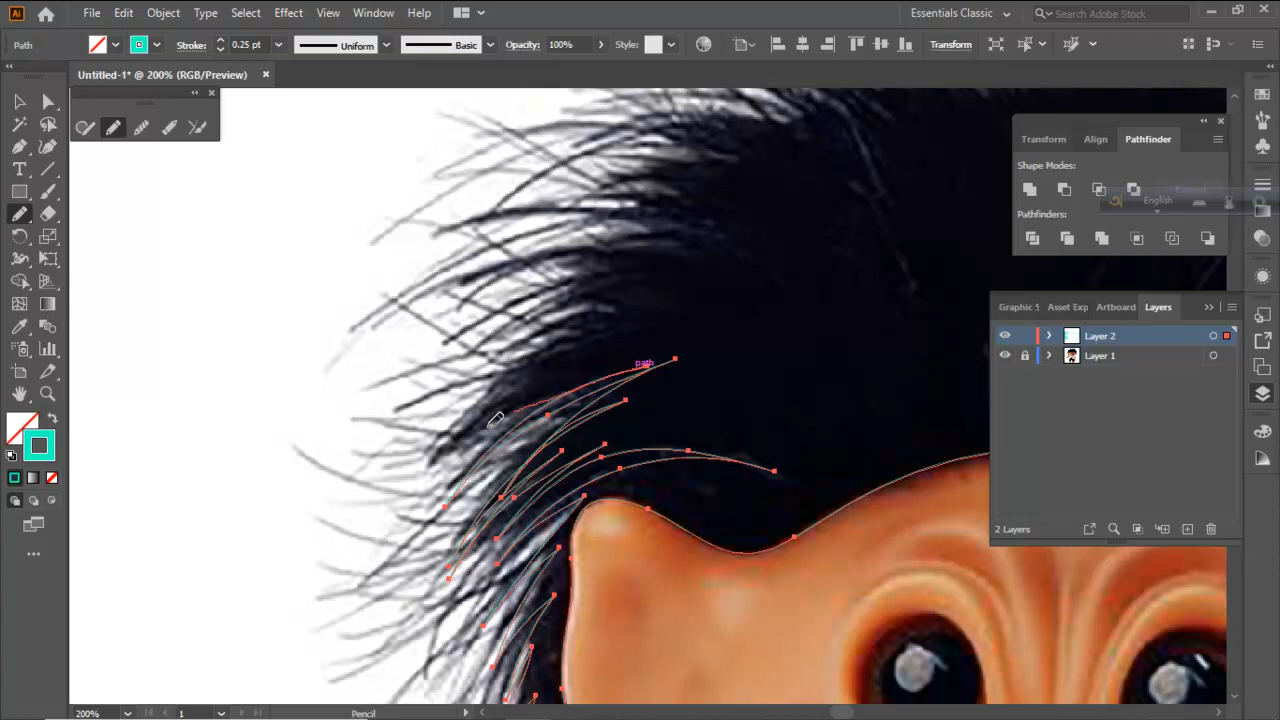 Ai File Edit Object Type Select Effect View Window Help Essentials Classic Search Adobe Stock
Path Stroke: 0.25 pt Uniform Basic Opacity: 100% Style: Transform
Untitled-1* @ 200% (RGB/Preview)
Transform Align Pathfinder
Shape Modes:
English
Pathfinders:
Graphic S Asset Exp Artboard Layers
Layer 2
Layer 1
path
2 Layers
200% 1 Pencil